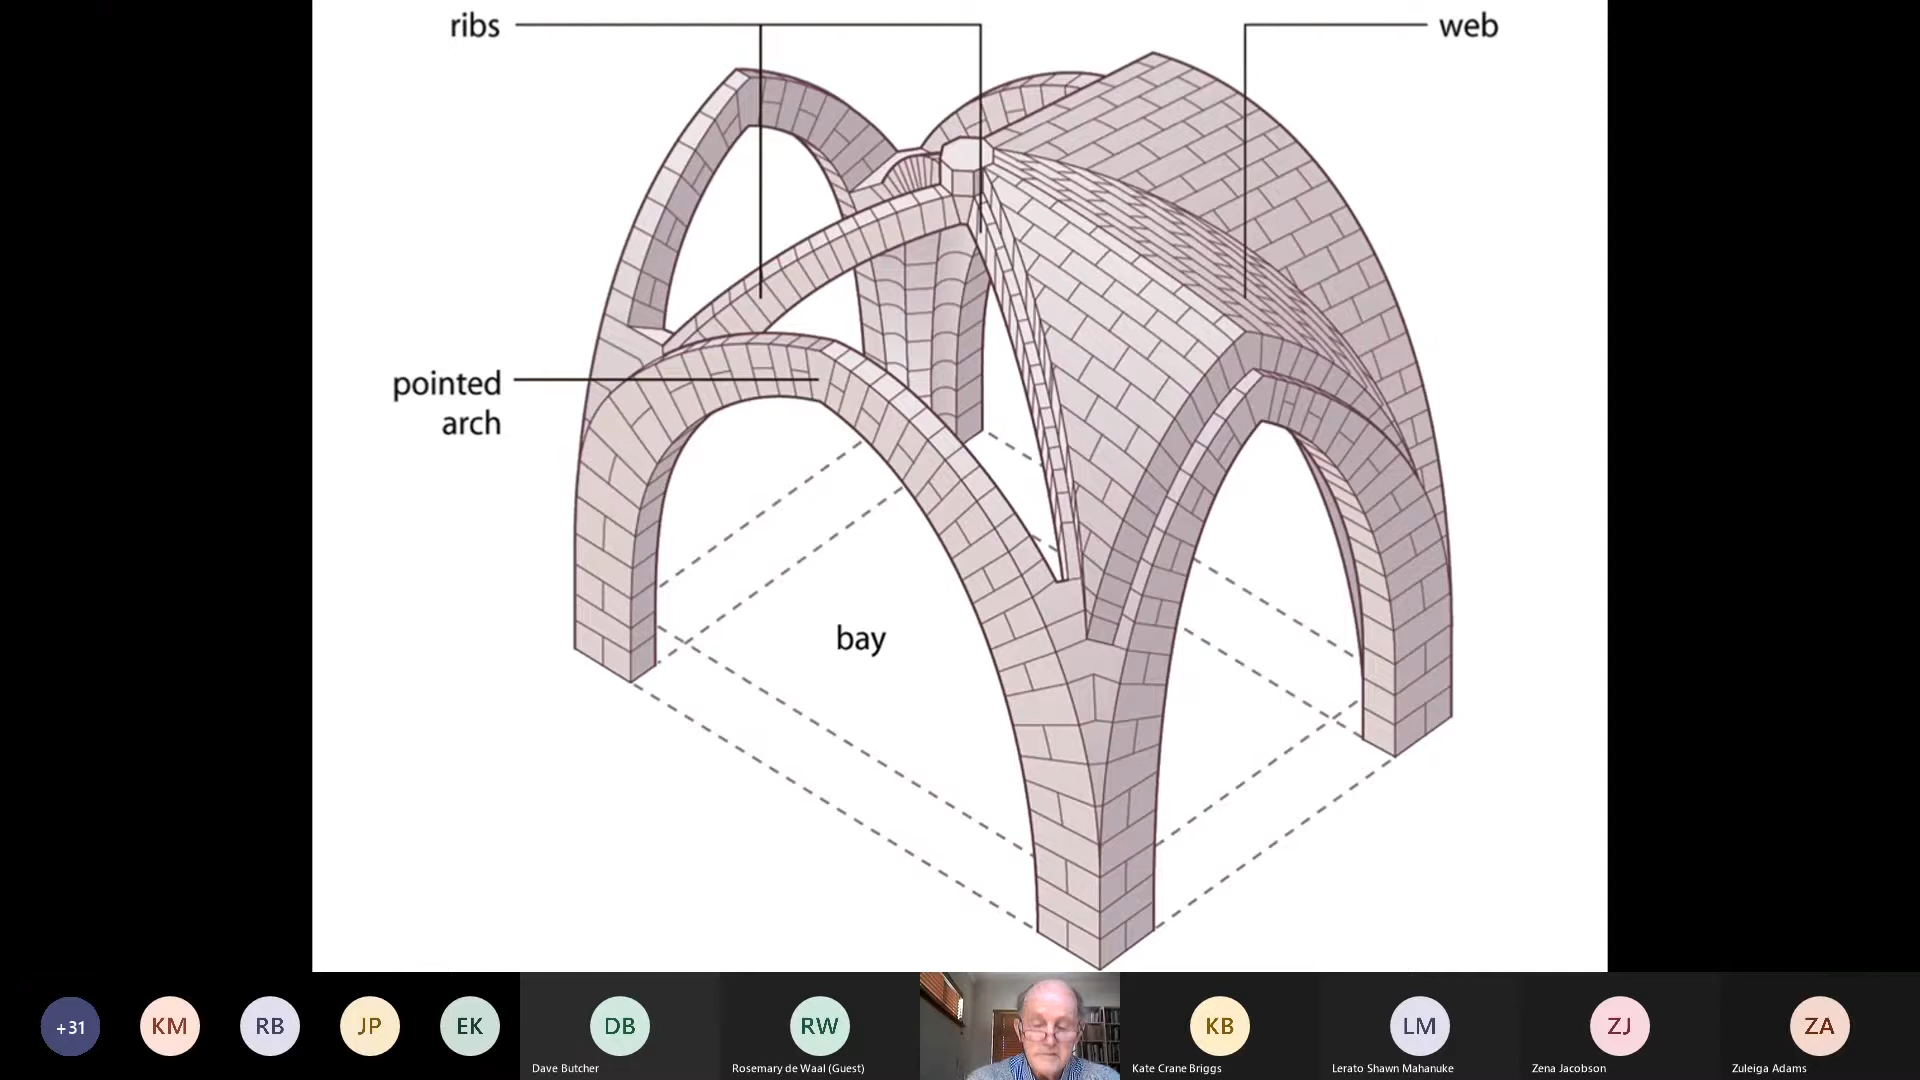 ribs
web
pointed
arch
bay
+31
KM
RB
JP
EK
DB
RW
KB
LM
ZJ
ZA
Dave Butcher
Rosemary de Waal (Guest)
Kate Crane Briggs
Lerato Shawn Mahanuke
Zena Jacobson
Zuleiga Adams